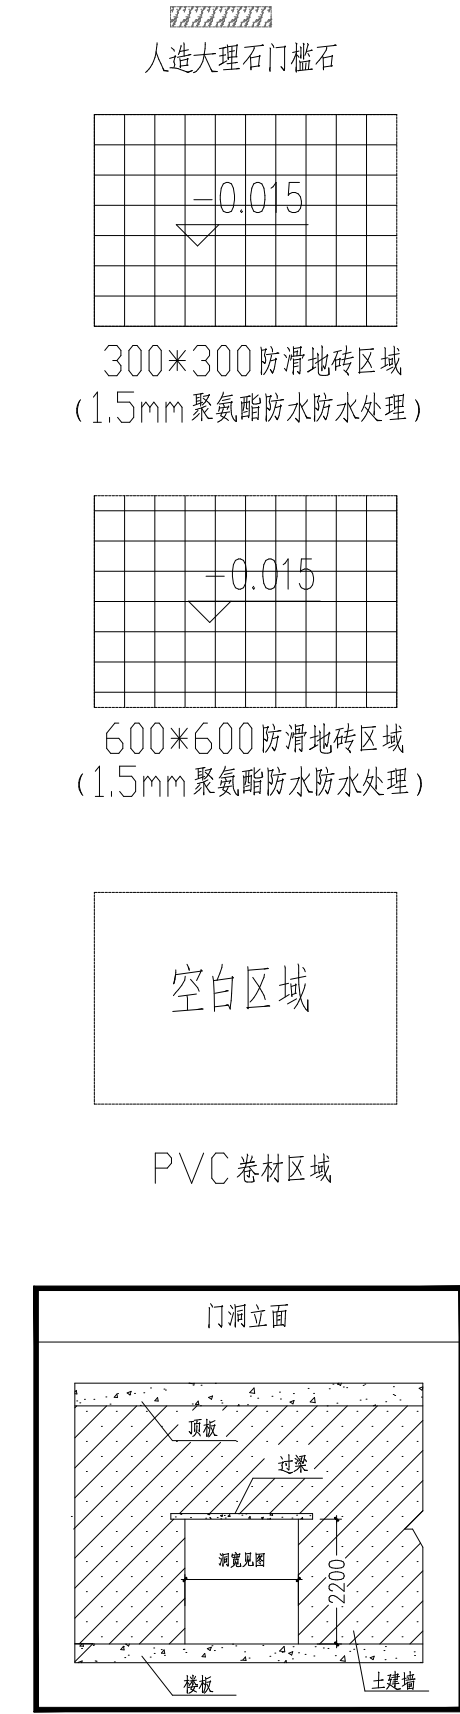 人造大理石门槛石
-0.015
300*300防滑地砖区域
(1.5mm聚氨酯防水防水处理)
-0.015
600*600防滑地砖区域
(1.5mm聚氨酯防水防水处理)
空白区域
PVC卷材区域
门洞立面
顶板
过梁
洞宽见图
2200
楼板
土建墙